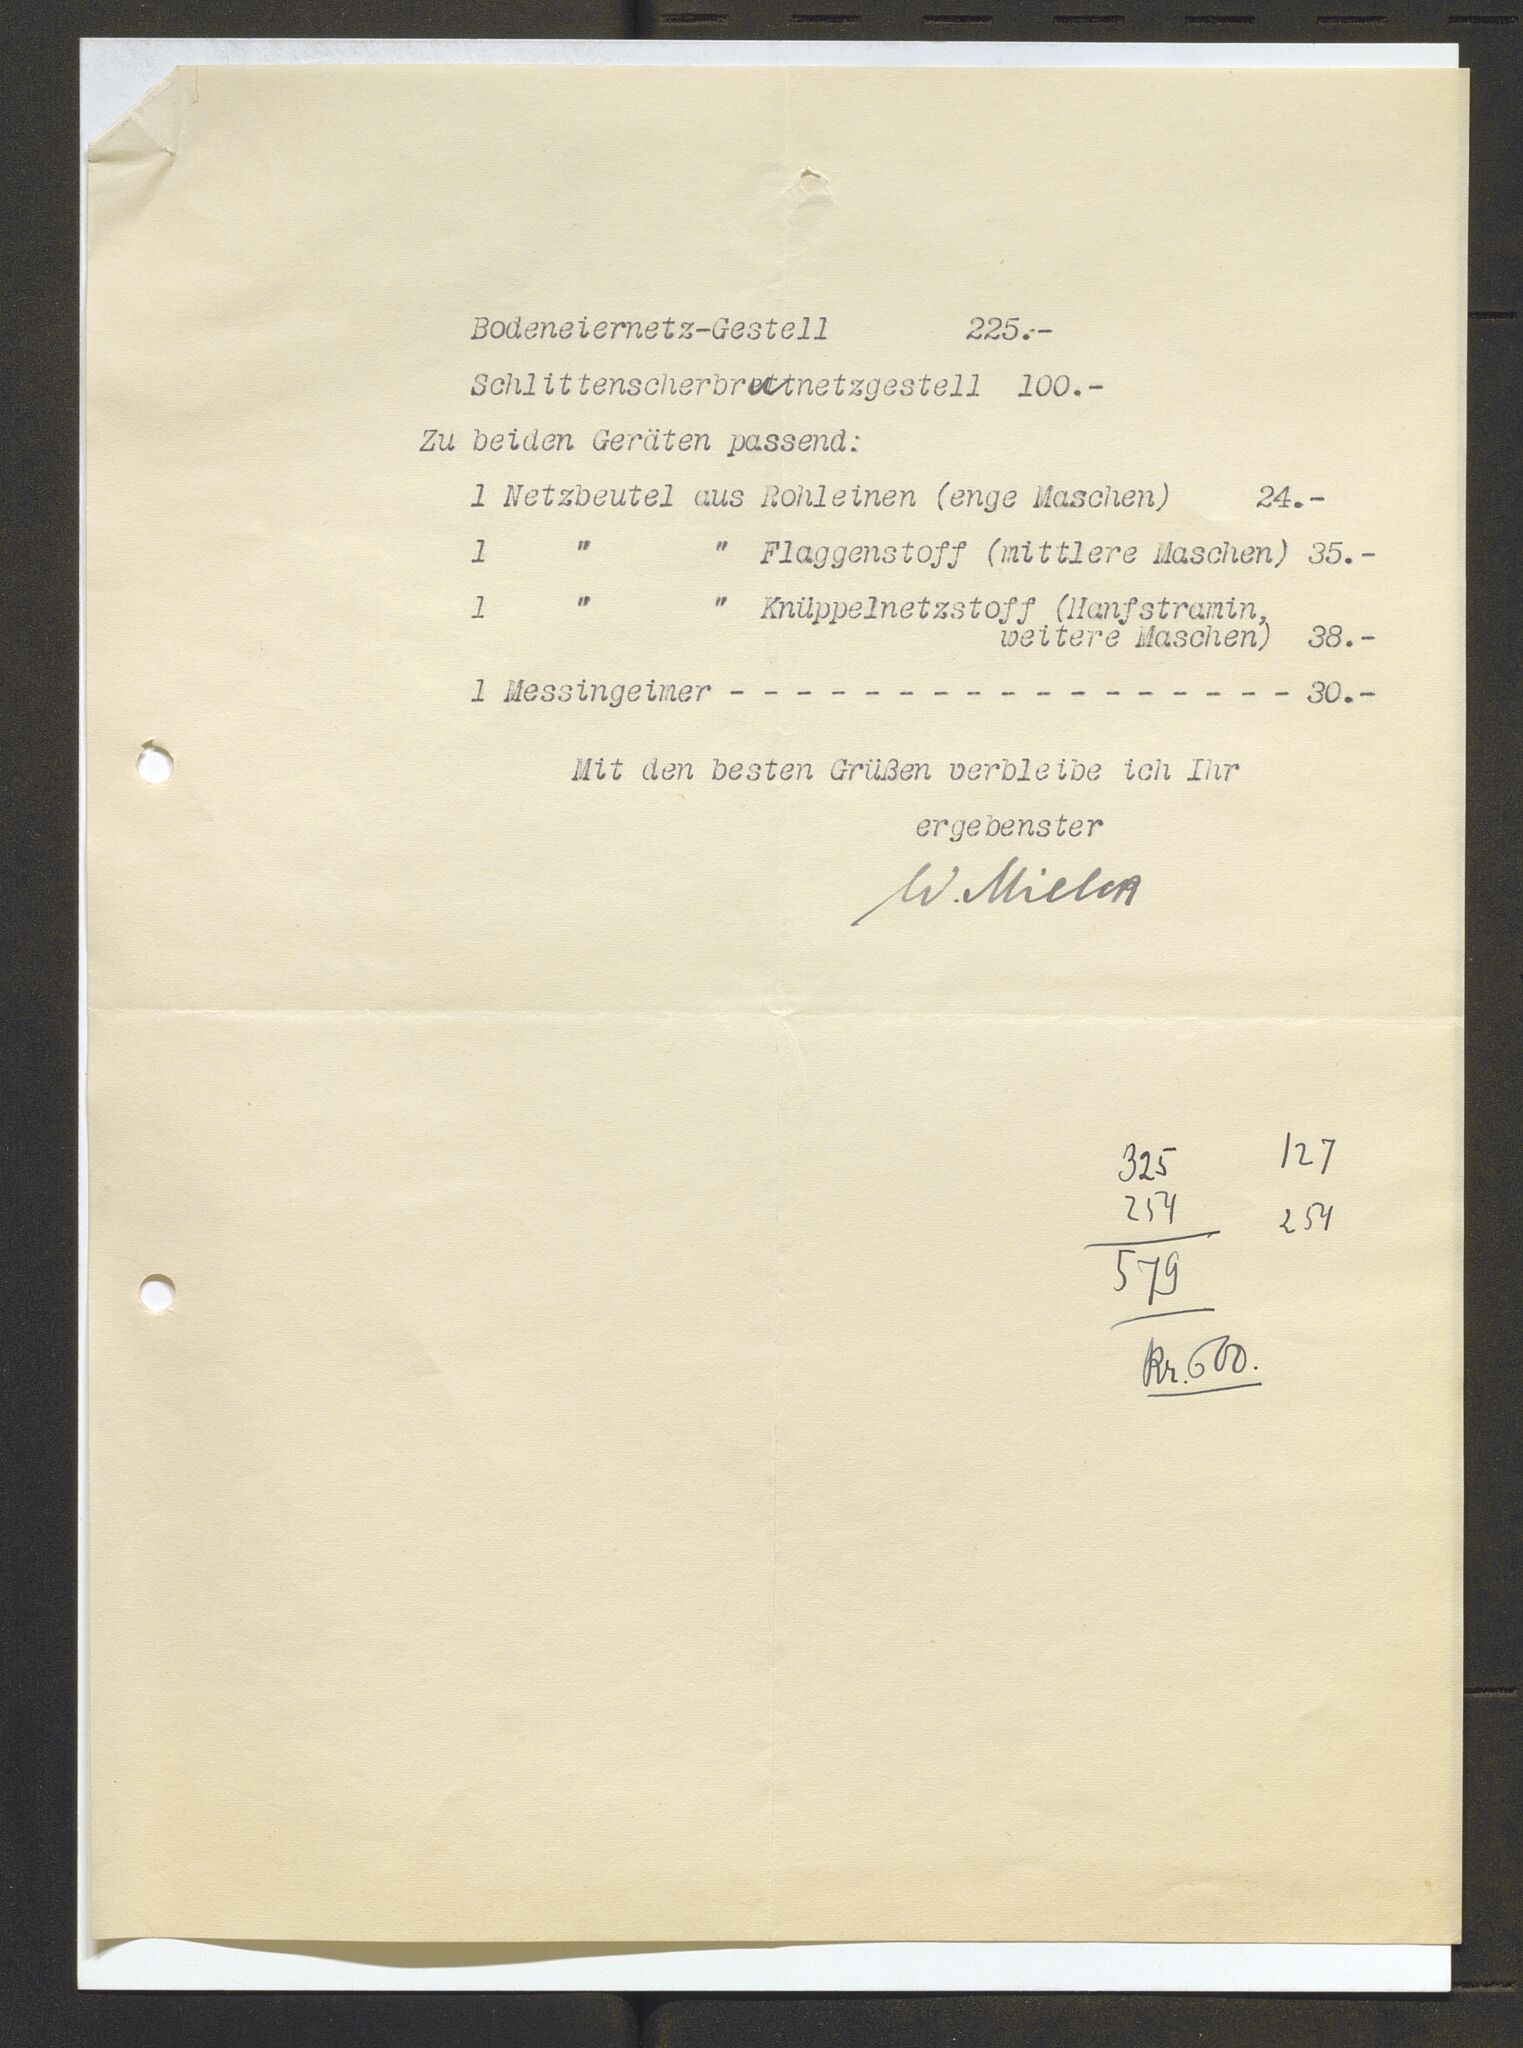 Bodeneiernetz-Gestell 225.-
Schlittenscherbrettnetzgestell 100.-
Zu beiden Geräten passend:
1 Netzbeutel aus Rohleinen (enge Maschen) 24.-
1 " " Flaggenstoff (mittlere Maschen) 35.-
1 " " Knüppelnetzstoff (Hanfstramin,
weitere Maschen) 38.-
1 Messingeimer - - - - - - - - - - - - - - - - - 30.-
Mit den besten Grüßen verbleibe ich Ihr
ergebenster
W. Mielck
325 127
254 254
579
Kr. 600.